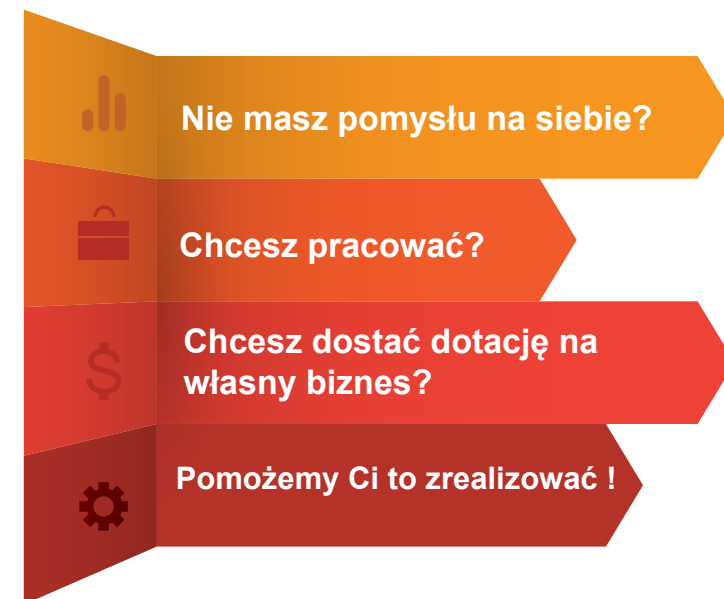 Nie masz pomysłu na siebie?
Chcesz pracować?
Chcesz dostać dotację na
własny biznes?
Pomożemy Ci to zrealizować !